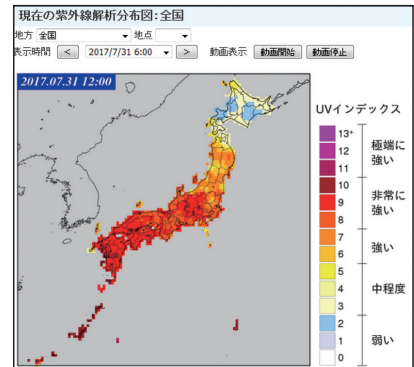 現在の紫外線解析分布図:全国
地方 全国 地点
表示時間 < 2017/7/31 6:00 > 動画表示 動画開始 動画停止
2017.07.31 12:00
UVインデックス
13+
12
11
極端に
強い
10
9
8
非常に
強い
7
6
強い
5
4
3
中程度
2
1
0
弱い